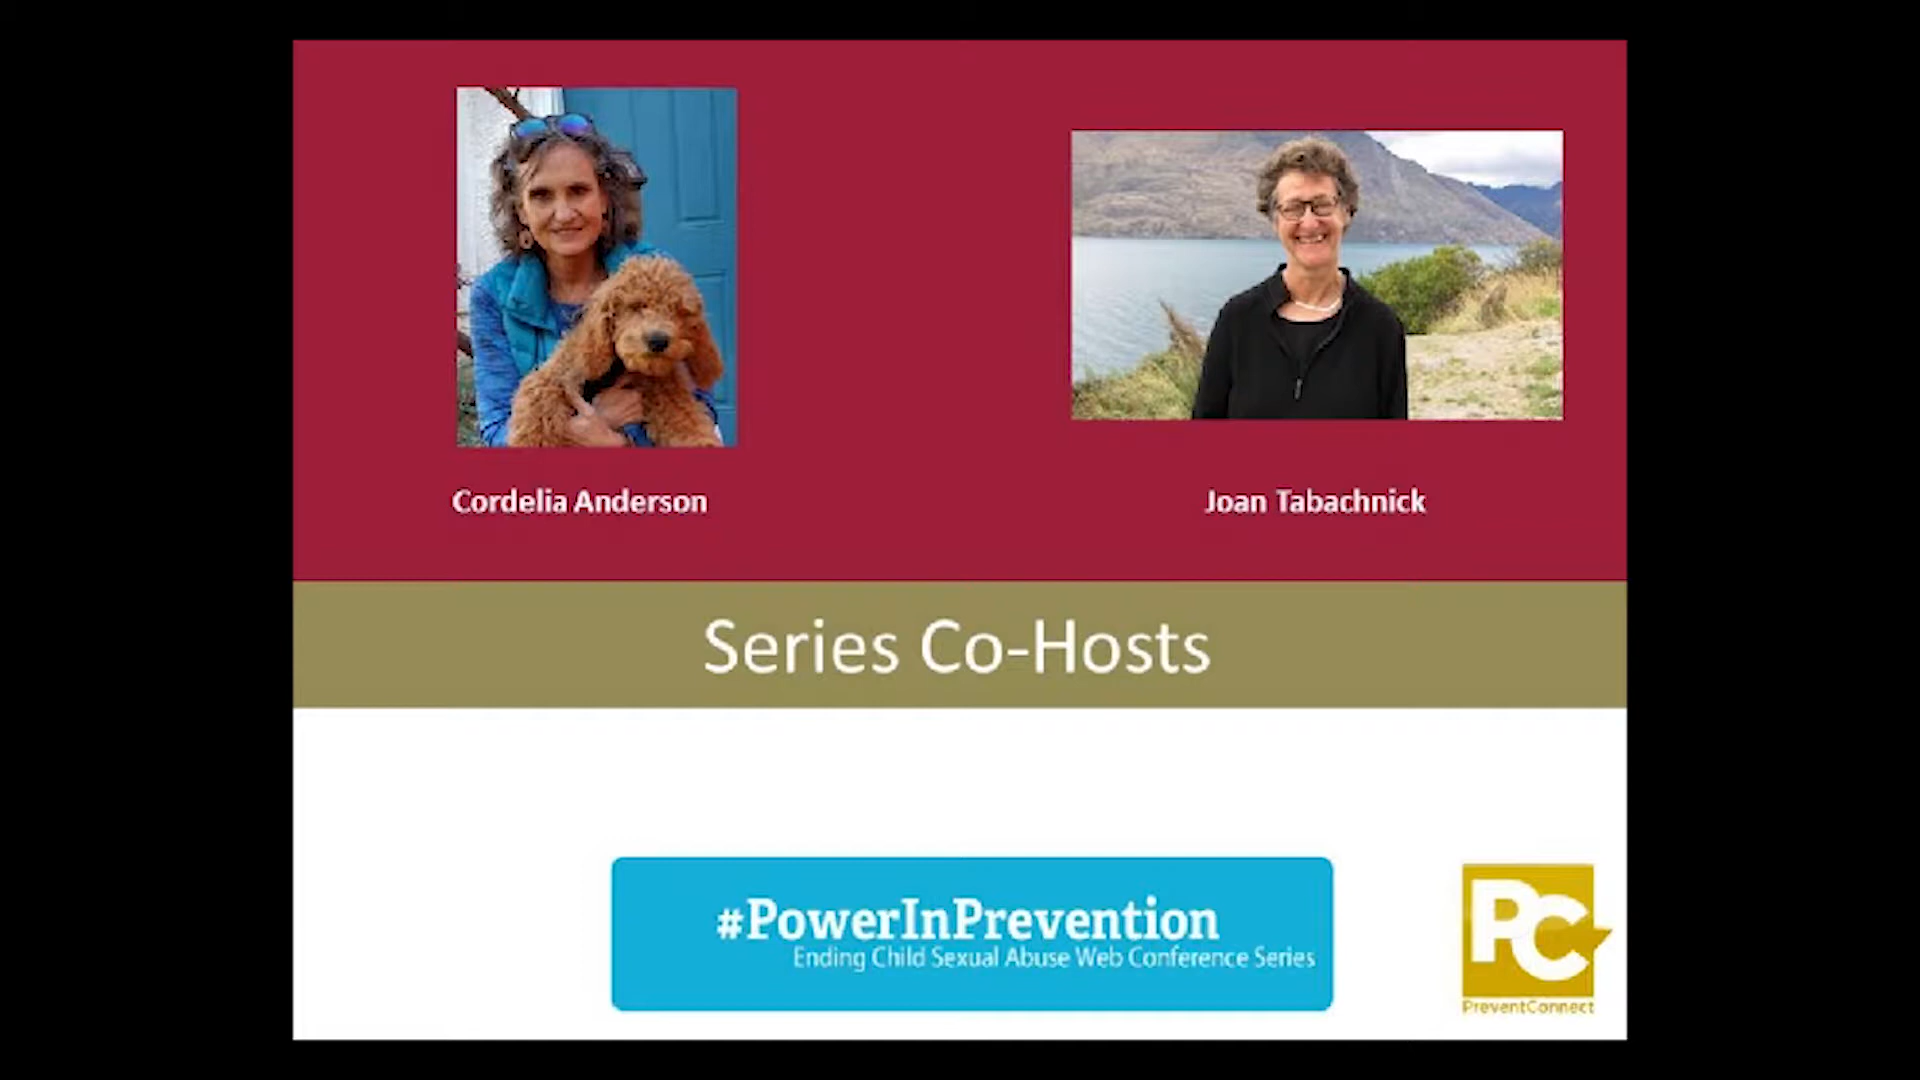 Cordelia Anderson
Joan Tabachnick
Series Co-Hosts
#PowerInPrevention
Ending Child Sexual Abuse Web Conference Series
PC
PreventConnect